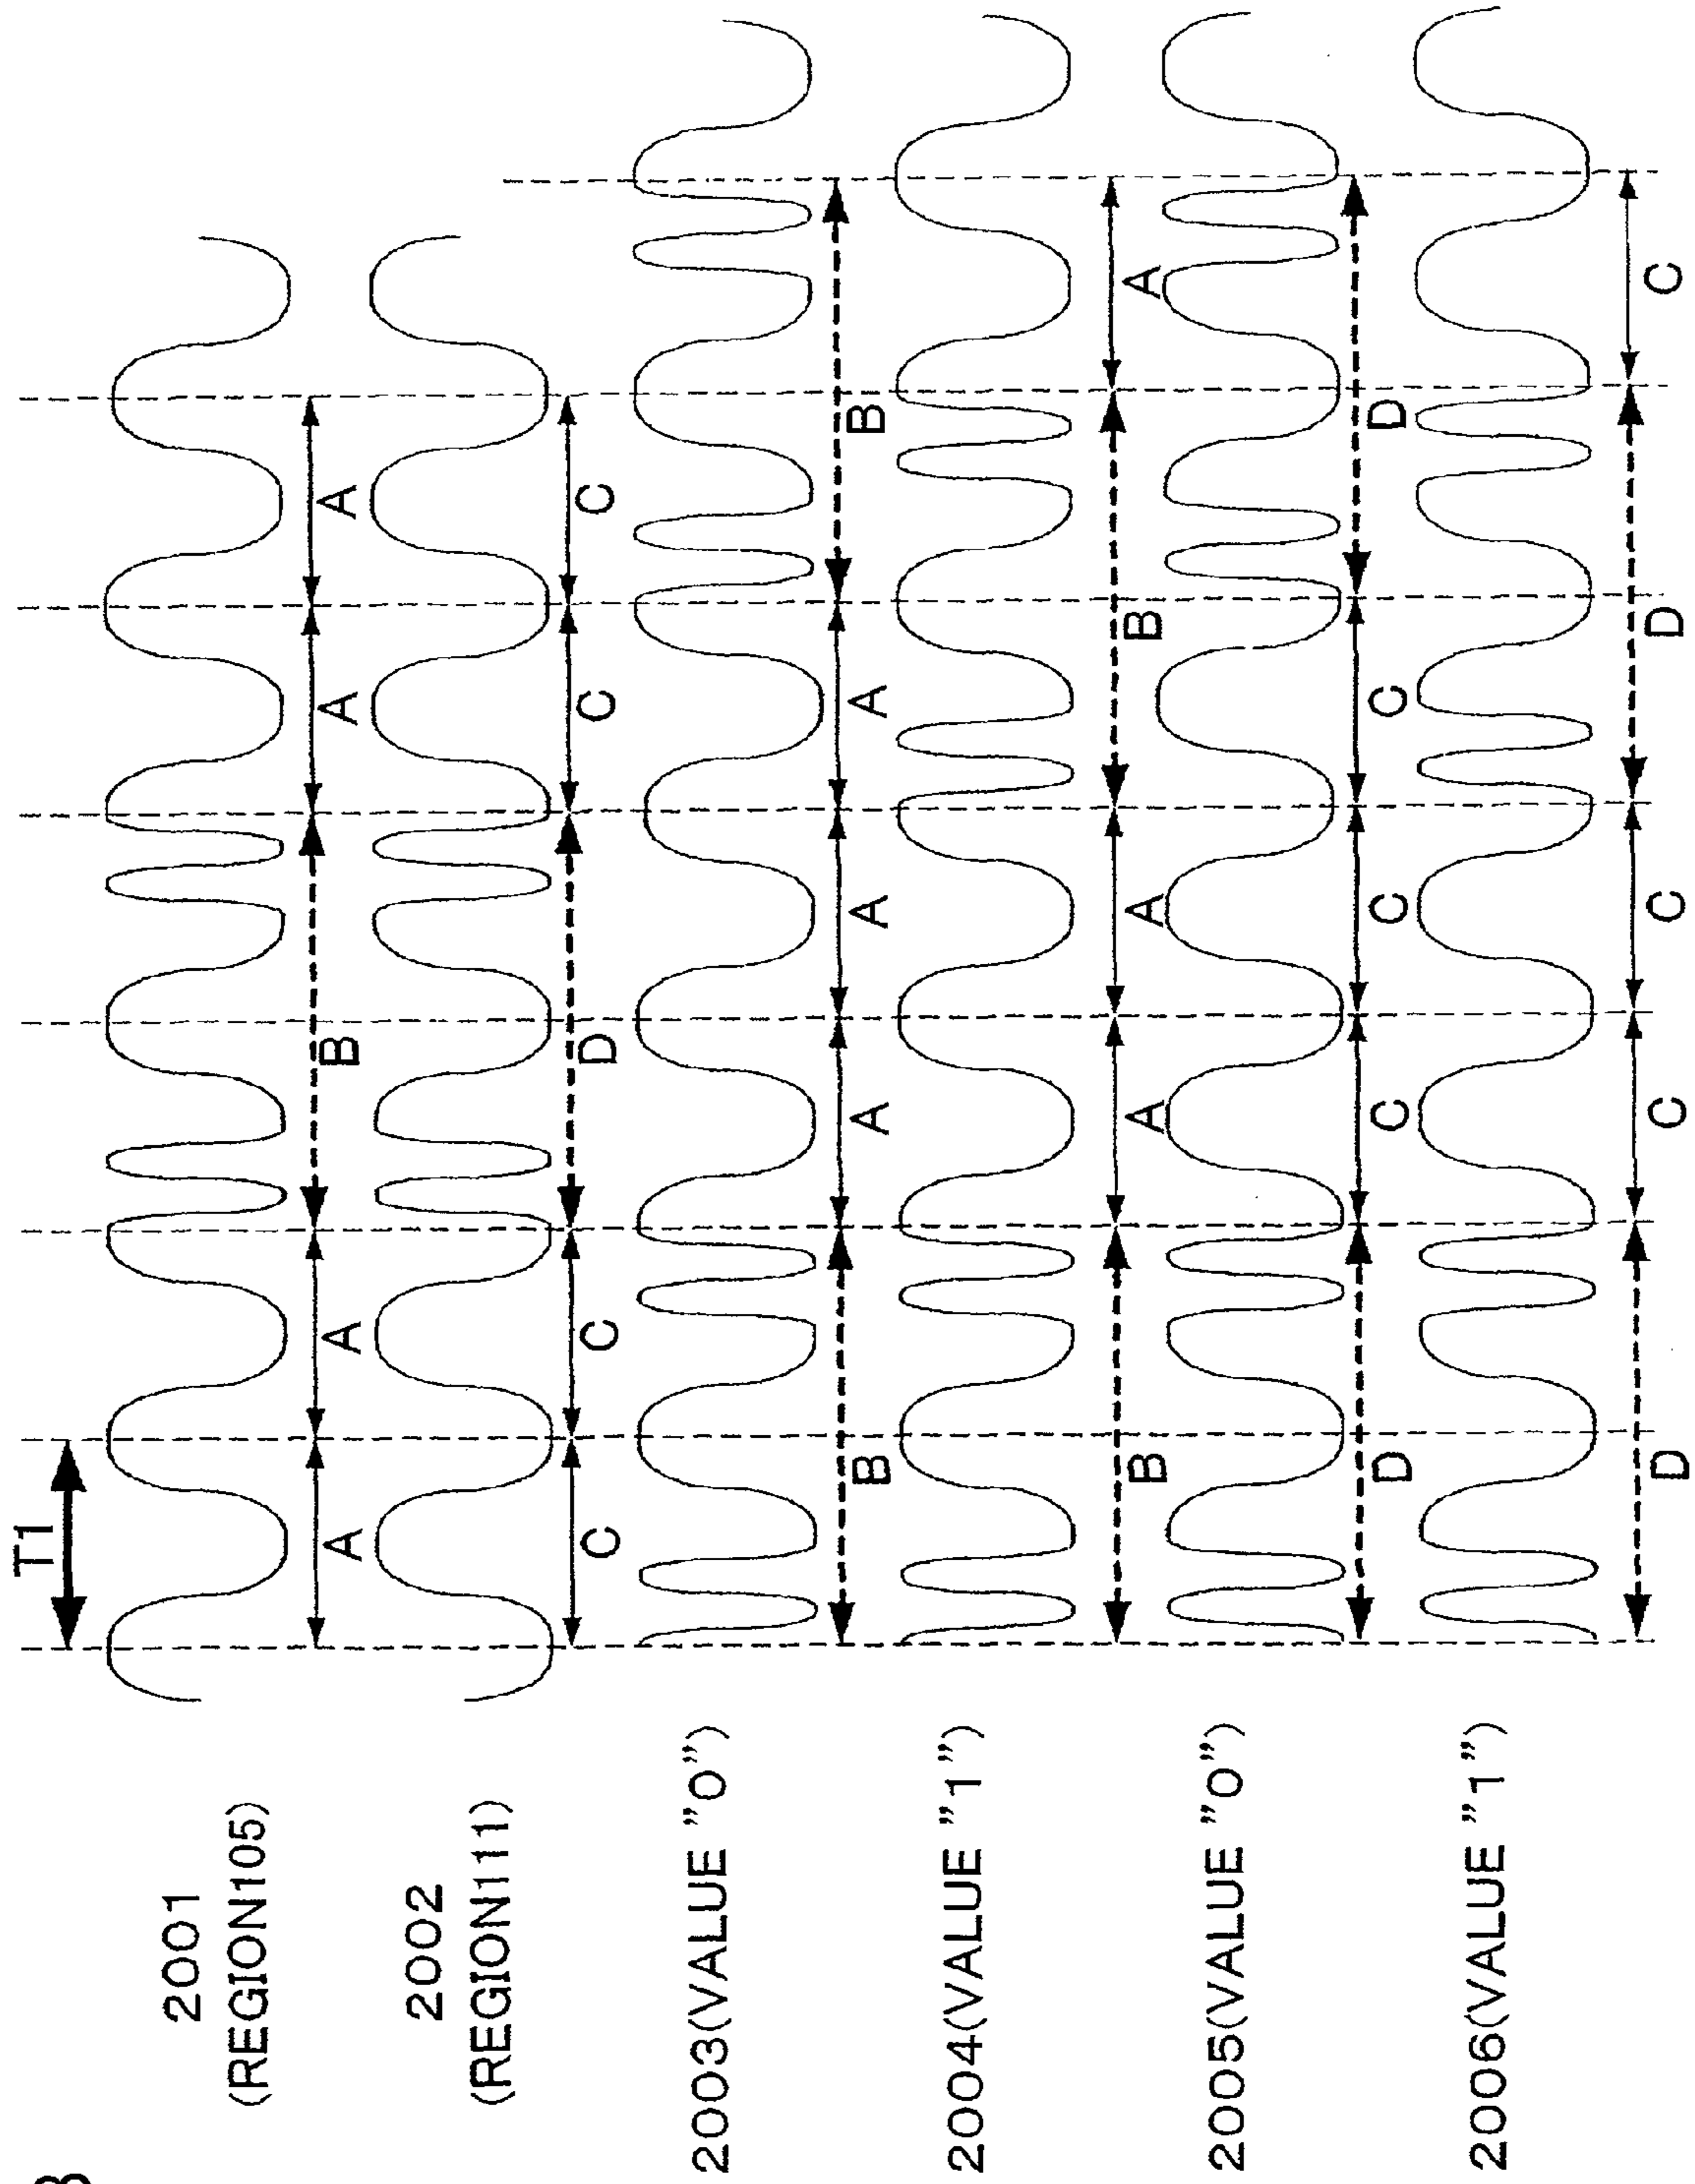 T1
2001
(REGION105)
A A B A A
2002
(REGION111)
C C D C C
2003(VALUE "0")
B A A A B
2004(VALUE "1")
B A A B A
2005(VALUE "0")
D C C C D
2006(VALUE "1")
D C C D C